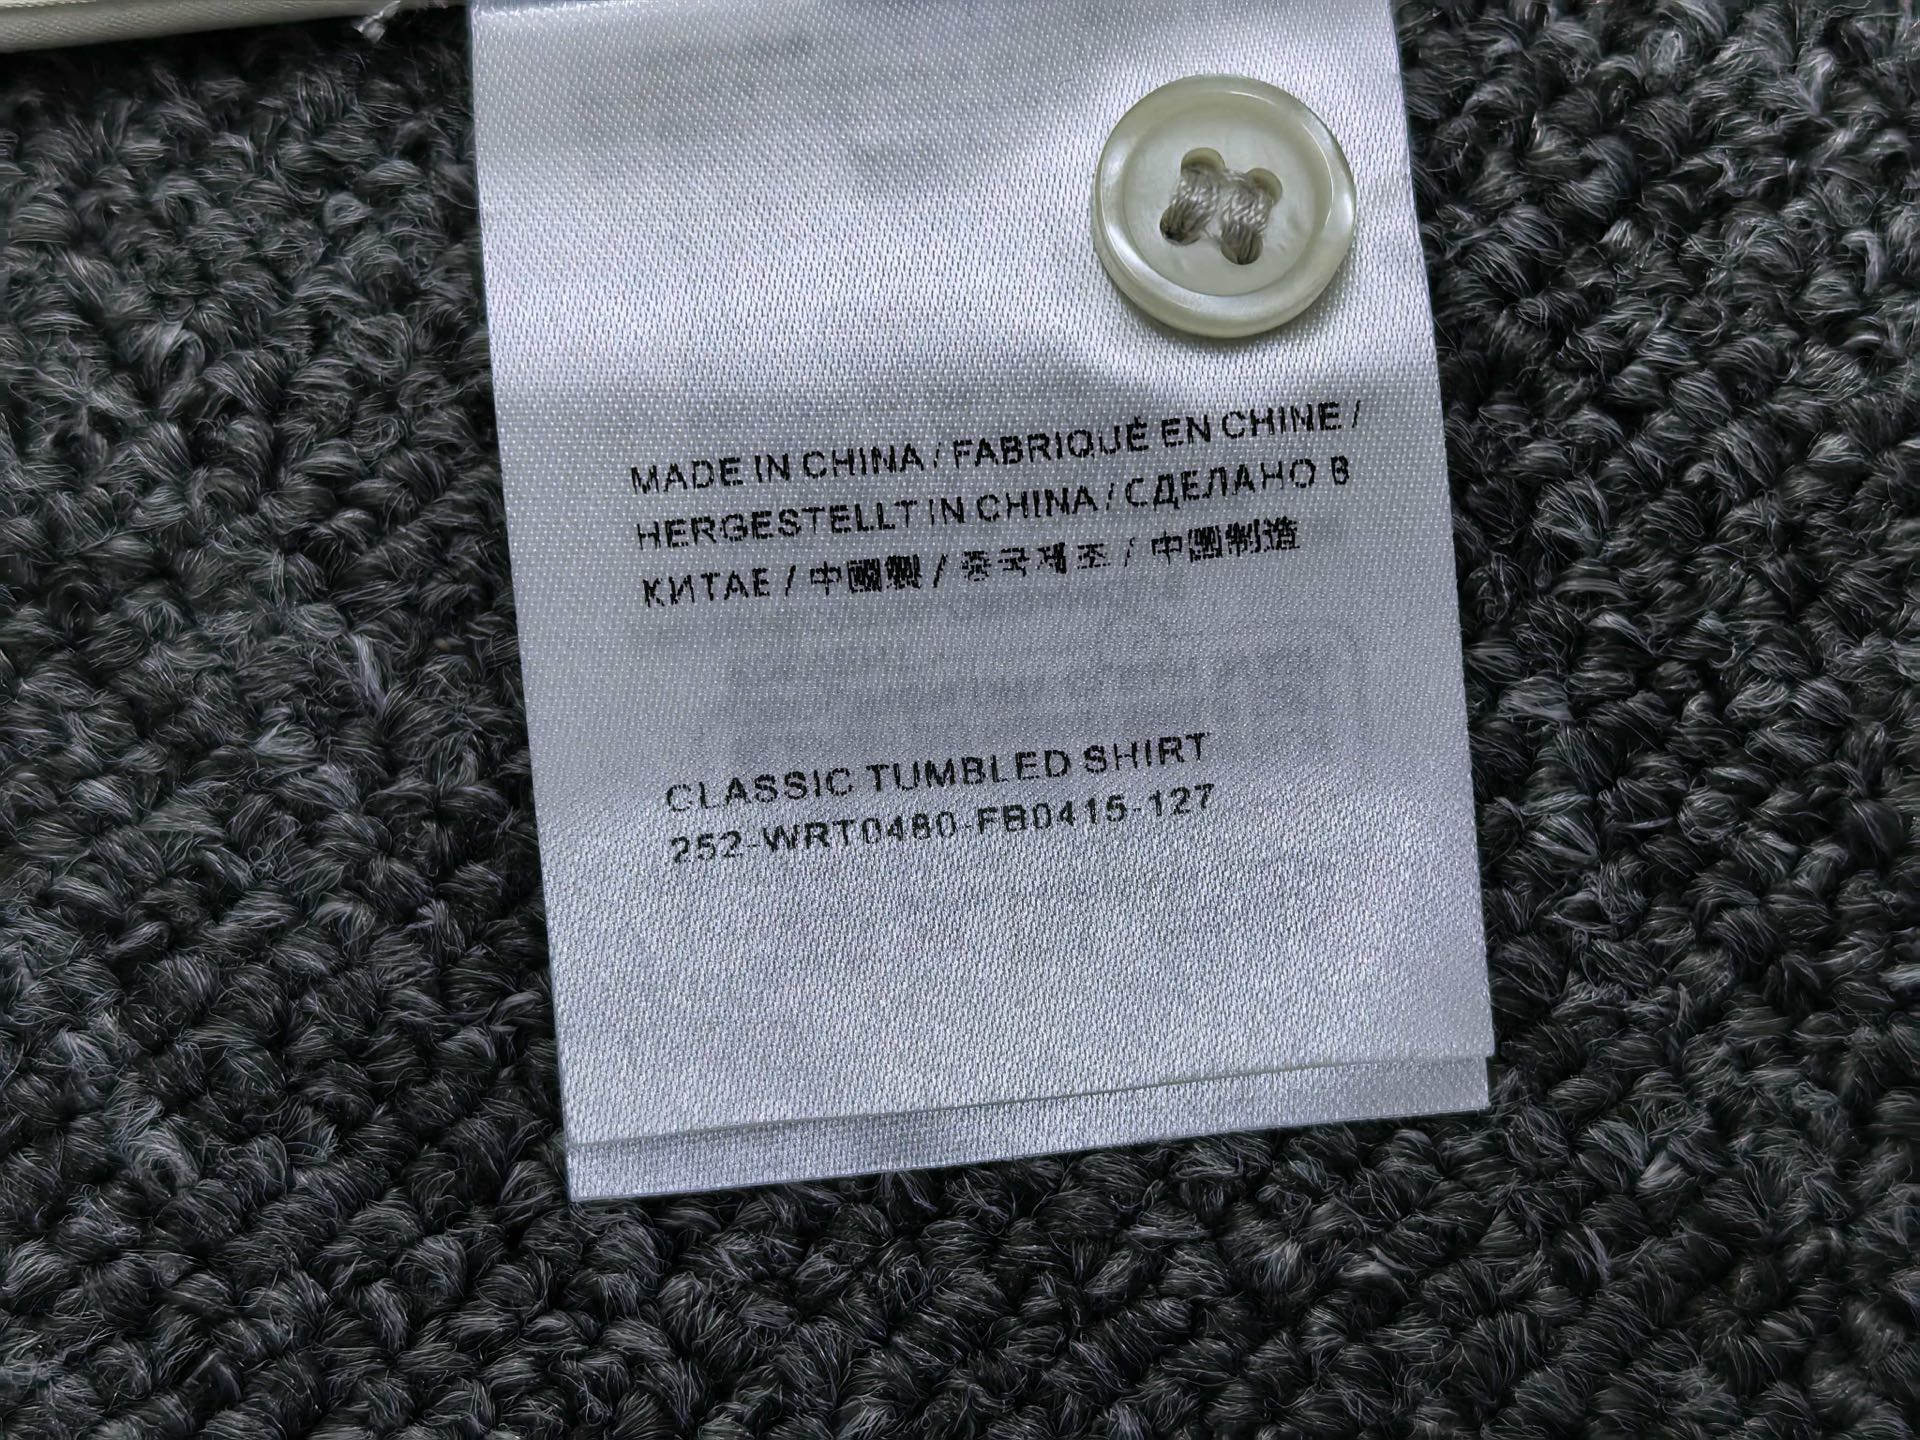 MADE IN CHINA / FABRIQUÉ EN CHINE /
HERGESTELLT IN CHINA / СДЕЛАНО В
КИТАЕ / 中國製 / 중국제조 / 中國制造
CLASSIC TUMBLED SHIRT
252-WRT0480-FB0415-127